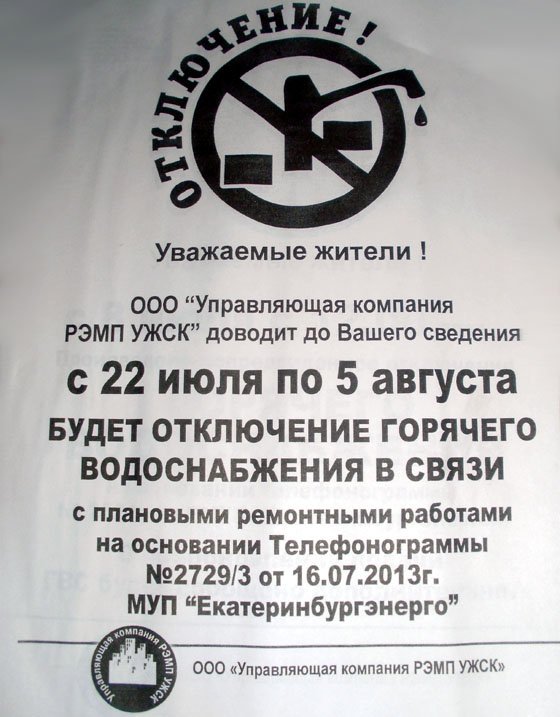 ОТКЛЮЧЕНИЕ!
Уважаемые жители !
ООО “Управляющая компания
РЭМП УЖСК” доводит до Вашего сведения
с 22 июля по 5 августа
БУДЕТ ОТКЛЮЧЕНИЕ ГОРЯЧЕГО
ВОДОСНАБЖЕНИЯ В СВЯЗИ
с плановыми ремонтными работами
на основании Телефонограммы
№2729/3 от 16.07.2013г.
МУП “Екатеринбургэнерго”
Управляющая компания РЭМП УЖСК
ООО «Управляющая компания РЭМП УЖСК»